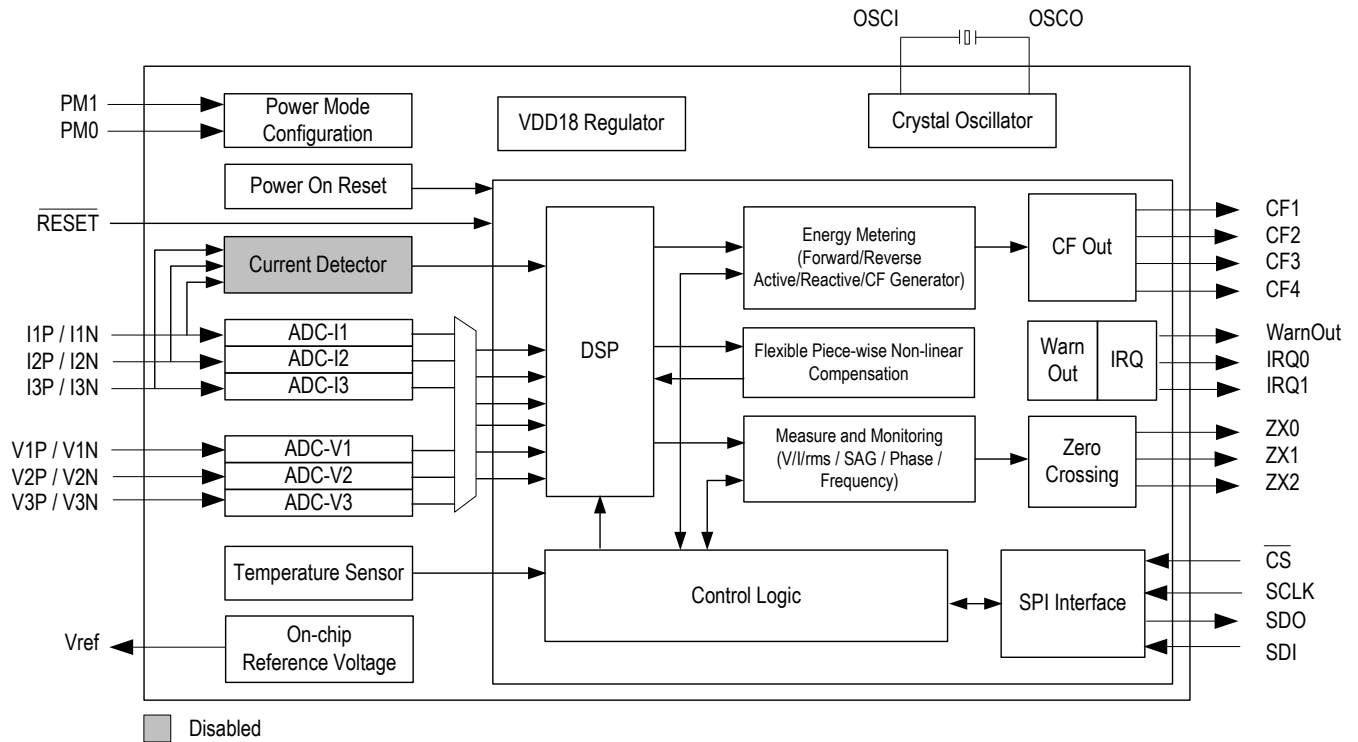 OSCI
OSCO
PM1
PM0
Power Mode
Configuration
VDD18 Regulator
Crystal Oscillator
Power On Reset
RESET
Current Detector
I1P / I1N
I2P / I2N
I3P / I3N
ADC-I1
ADC-I2
ADC-I3
V1P / V1N
V2P / V2N
V3P / V3N
ADC-V1
ADC-V2
ADC-V3
Temperature Sensor
Vref
On-chip
Reference Voltage
DSP
Energy Metering
(Forward/Reverse
Active/Reactive/CF Generator)
Flexible Piece-wise Non-linear
Compensation
Measure and Monitoring
(V/I/rms / SAG / Phase /
Frequency)
Control Logic
CF Out
CF1
CF2
CF3
CF4
Warn
Out
IRQ
WarnOut
IRQ0
IRQ1
Zero
Crossing
ZX0
ZX1
ZX2
SPI Interface
CS
SCLK
SDO
SDI
Disabled